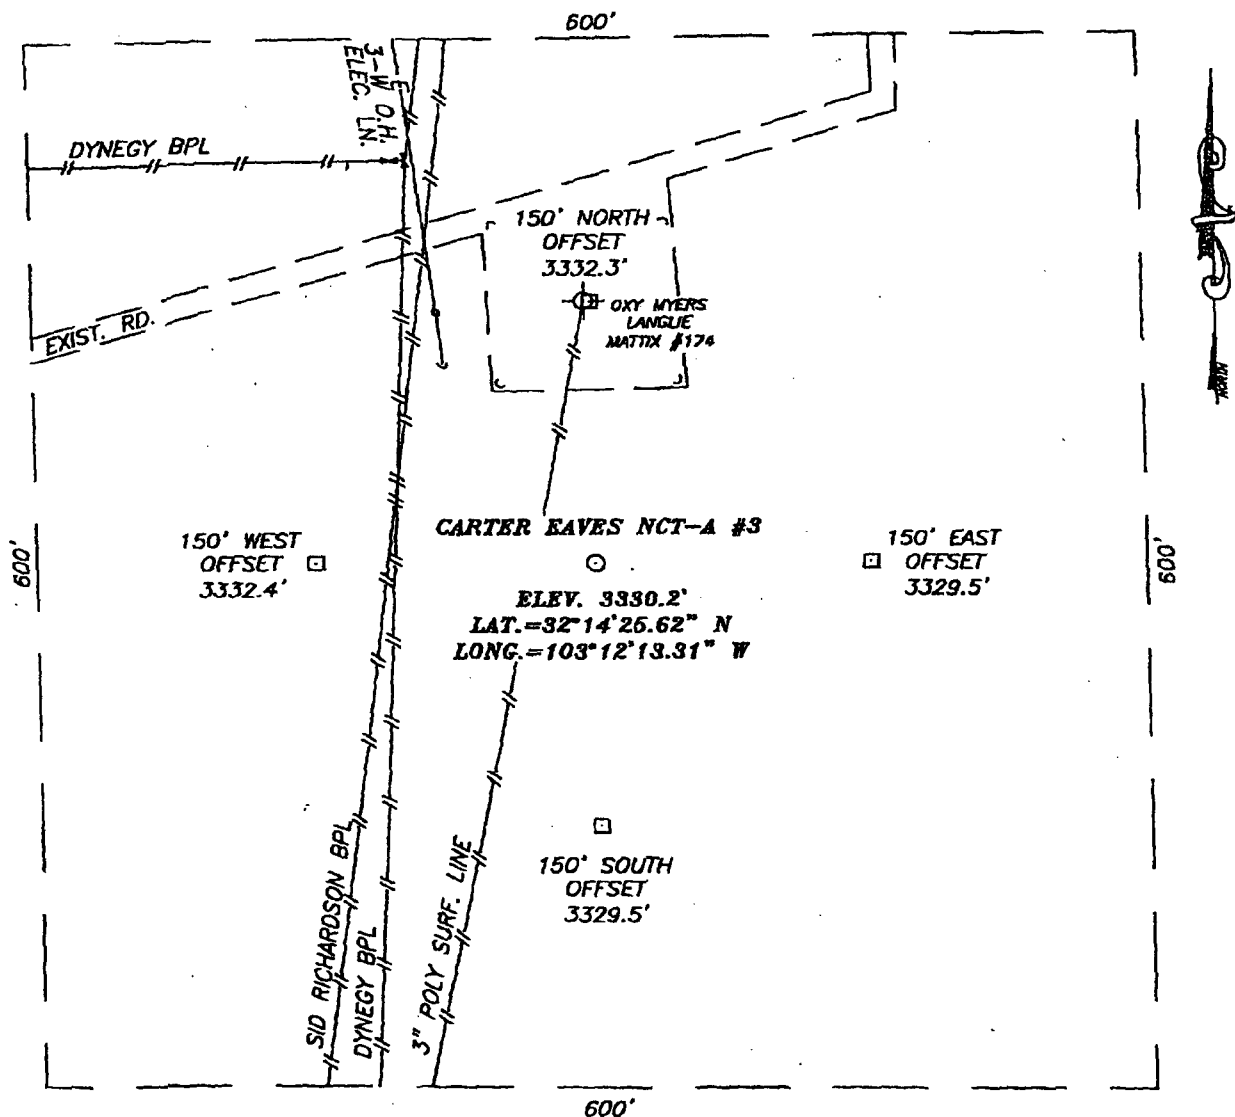 600'
3-W O.H.
ELEC. LN.
E
DYNEGY BPL
150' NORTH
OFFSET
3332.3'
OXY MYERS
LANGLIE
MATTIX #174
EXIST. RD.
NORTH
CARTER EAVES NCT-A #3
150' WEST
OFFSET
3332.4'
150' EAST
OFFSET
3329.5'
600'
600'
ELEV. 3330.2'
LAT.=32°14'25.62" N
LONG.=103°12'13.31" W
150' SOUTH
OFFSET
3329.5'
SID RICHARDSON BPL
DYNEGY BPL
3" POLY SURF. LINE
600'